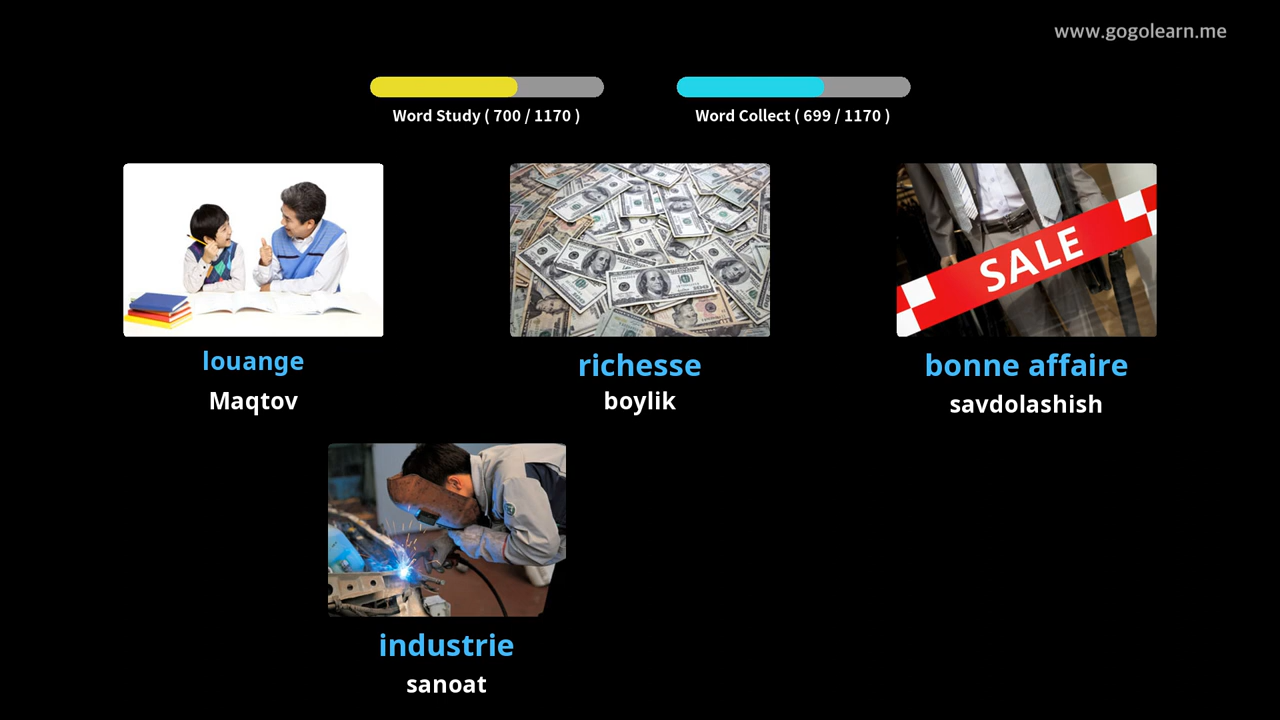 www.gogolearn.me
Word Study ( 700 / 1170 )
Word Collect ( 699 / 1170 )
SALE
louange
Maqtov
richesse
boylik
bonne affaire
savdolashish
industrie
sanoat